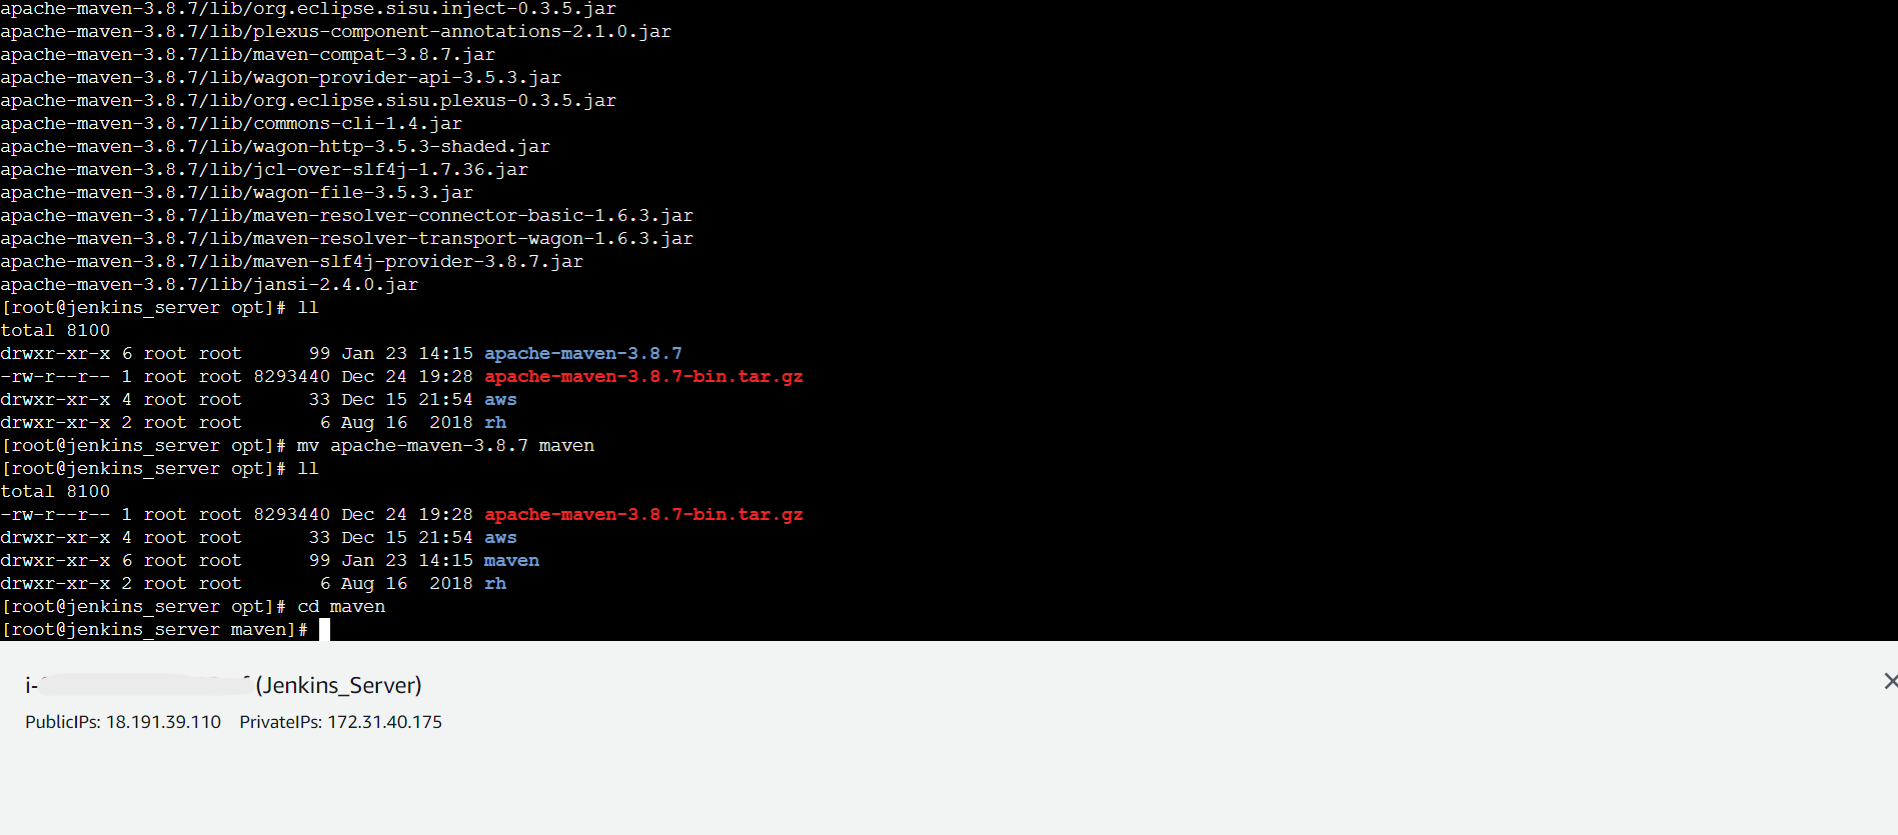 apache-maven-3.8.7/lib/org.eclipse.sisu.inject-0.3.5.jar
apache-maven-3.8.7/lib/plexus-component-annotations-2.1.0.jar
apache-maven-3.8.7/lib/maven-compat-3.8.7.jar
apache-maven-3.8.7/lib/wagon-provider-api-3.5.3.jar
apache-maven-3.8.7/lib/org.eclipse.sisu.plexus-0.3.5.jar
apache-maven-3.8.7/lib/commons-cli-1.4.jar
apache-maven-3.8.7/lib/wagon-http-3.5.3-shaded.jar
apache-maven-3.8.7/lib/jcl-over-slf4j-1.7.36.jar
apache-maven-3.8.7/lib/wagon-file-3.5.3.jar
apache-maven-3.8.7/lib/maven-resolver-connector-basic-1.6.3.jar
apache-maven-3.8.7/lib/maven-resolver-transport-wagon-1.6.3.jar
apache-maven-3.8.7/lib/maven-slf4j-provider-3.8.7.jar
apache-maven-3.8.7/lib/jansi-2.4.0.jar
[root@jenkins_server opt]# ll
total 8100
drwxr-xr-x 6 root root      99 Jan 23 14:15 apache-maven-3.8.7
-rw-r--r-- 1 root root 8293440 Dec 24 19:28 apache-maven-3.8.7-bin.tar.gz
drwxr-xr-x 4 root root      33 Dec 15 21:54 aws
drwxr-xr-x 2 root root       6 Aug 16  2018 rh
[root@jenkins_server opt]# mv apache-maven-3.8.7 maven
[root@jenkins_server opt]# ll
total 8100
-rw-r--r-- 1 root root 8293440 Dec 24 19:28 apache-maven-3.8.7-bin.tar.gz
drwxr-xr-x 4 root root      33 Dec 15 21:54 aws
drwxr-xr-x 6 root root      99 Jan 23 14:15 maven
drwxr-xr-x 2 root root       6 Aug 16  2018 rh
[root@jenkins_server opt]# cd maven
[root@jenkins_server maven]#
i- (Jenkins_Server)
PublicIPs: 18.191.39.110 PrivateIPs: 172.31.40.175